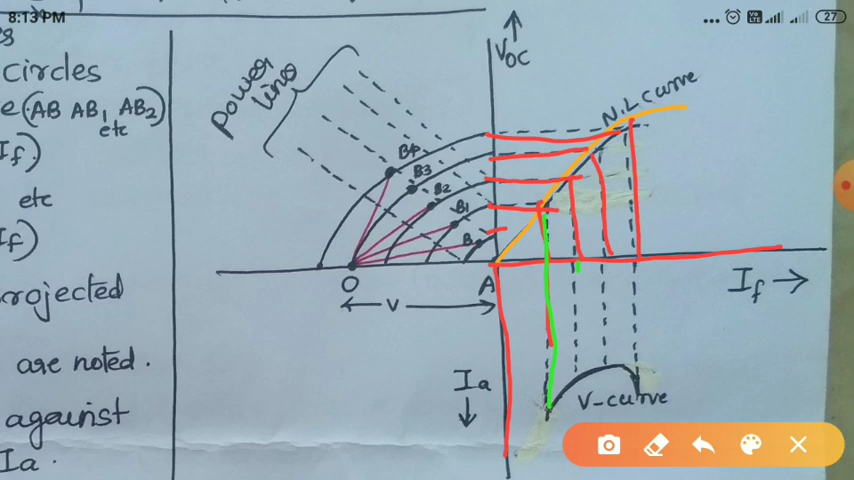 8:13 PM
27
s
circles
e (AB AB1 AB2)
etc
If)
etc
If)
rojected
are noted.
against
Ia.
Power
lines
VOC
N.L curve
B4
B3
B2
B1
B
O
A
V
If
Ia
V-curve